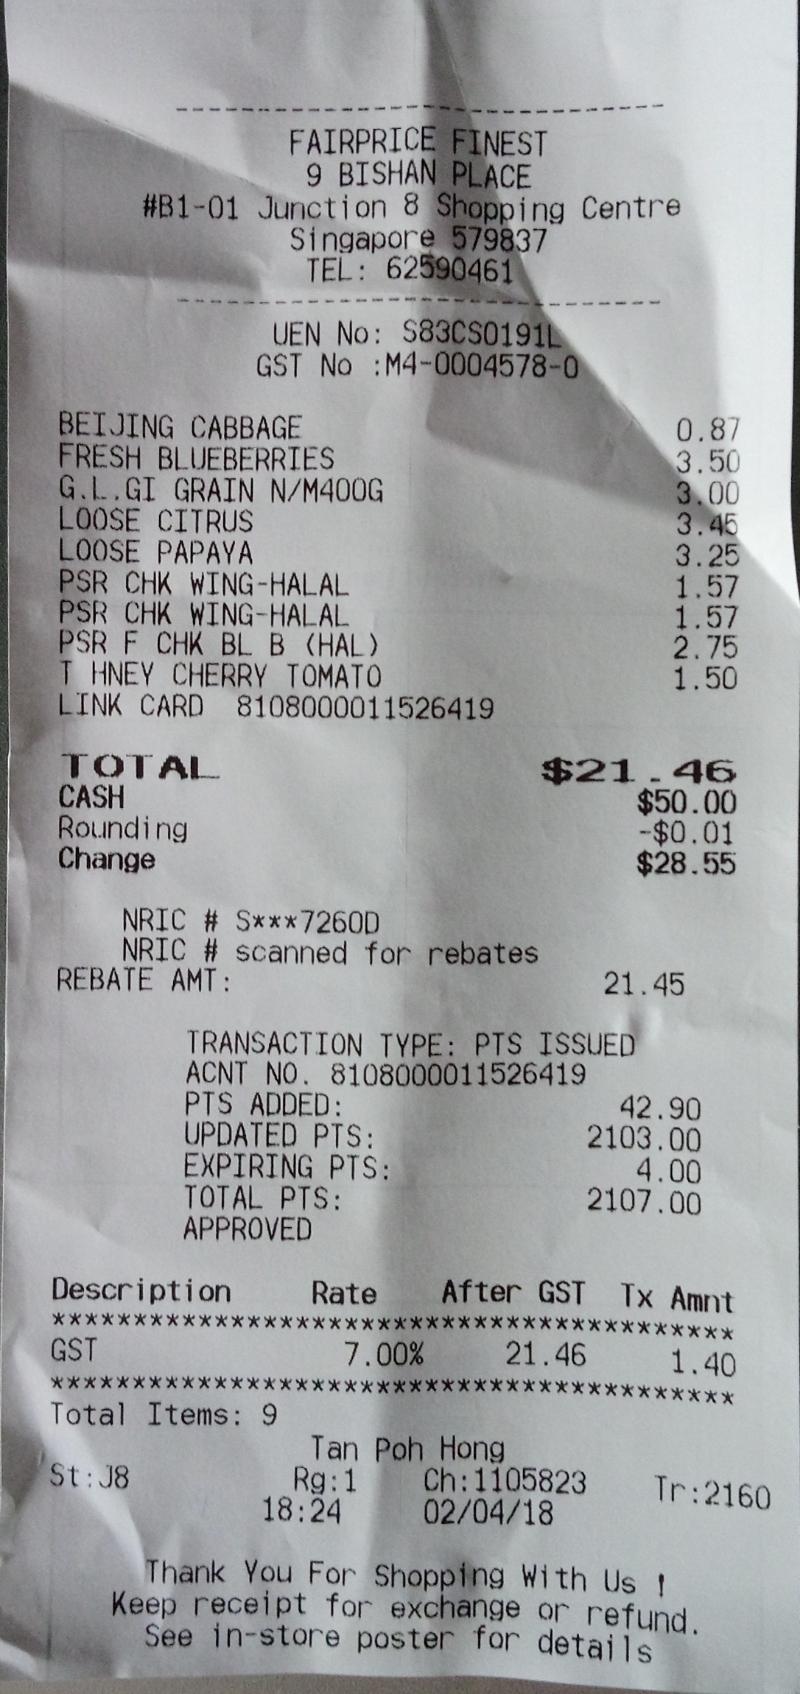 FAIRPRICE FINEST
9 BISHAN PLACE
#B1-01 Junction 8 Shopping Centre
Singapore 579837
TEL: 62590461
UEN No: S83CS0191L
GST No :M4-0004578-0
BEIJING CABBAGE 0.87
FRESH BLUEBERRIES 3.50
G.L.GI GRAIN N/M400G 3.00
LOOSE CITRUS 3.45
LOOSE PAPAYA 3.25
PSR CHK WING-HALAL 1.57
PSR CHK WING-HALAL 1.57
PSR F CHK BL B (HAL) 2.75
T HNEY CHERRY TOMATO 1.50
LINK CARD 8108000011526419
TOTAL $21.46
CASH $50.00
Rounding -$0.01
Change $28.55
NRIC # S***7260D
NRIC # scanned for rebates
REBATE AMT: 21.45
TRANSACTION TYPE: PTS ISSUED
ACNT NO. 8108000011526419
PTS ADDED: 42.90
UPDATED PTS: 2103.00
EXPIRING PTS: 4.00
TOTAL PTS: 2107.00
APPROVED
Description Rate After GST Tx Amnt
******************************************
GST 7.00% 21.46 1.40
******************************************
Total Items: 9
Tan Poh Hong
St:J8 Rg:1 Ch:1105823 Tr:2160
18:24 02/04/18
Thank You For Shopping With Us !
Keep receipt for exchange or refund.
See in-store poster for details